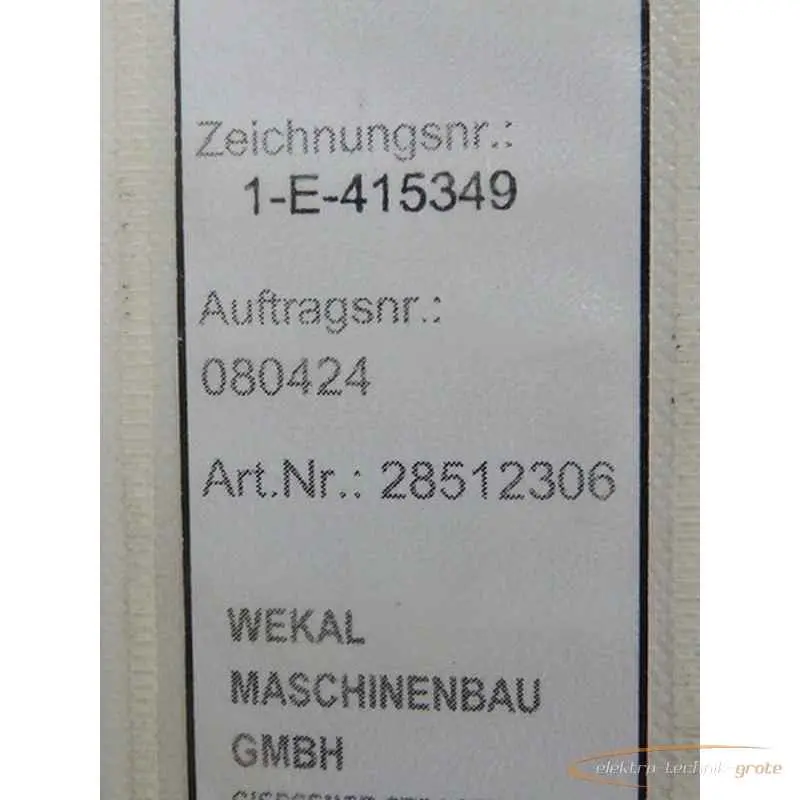 Zeichnungsnr.:
1-E-415349
Auftragsnr.:
080424
Art.Nr.: 28512306
WEKAL
MASCHINENBAU
GMBH
elektro-technik-grote